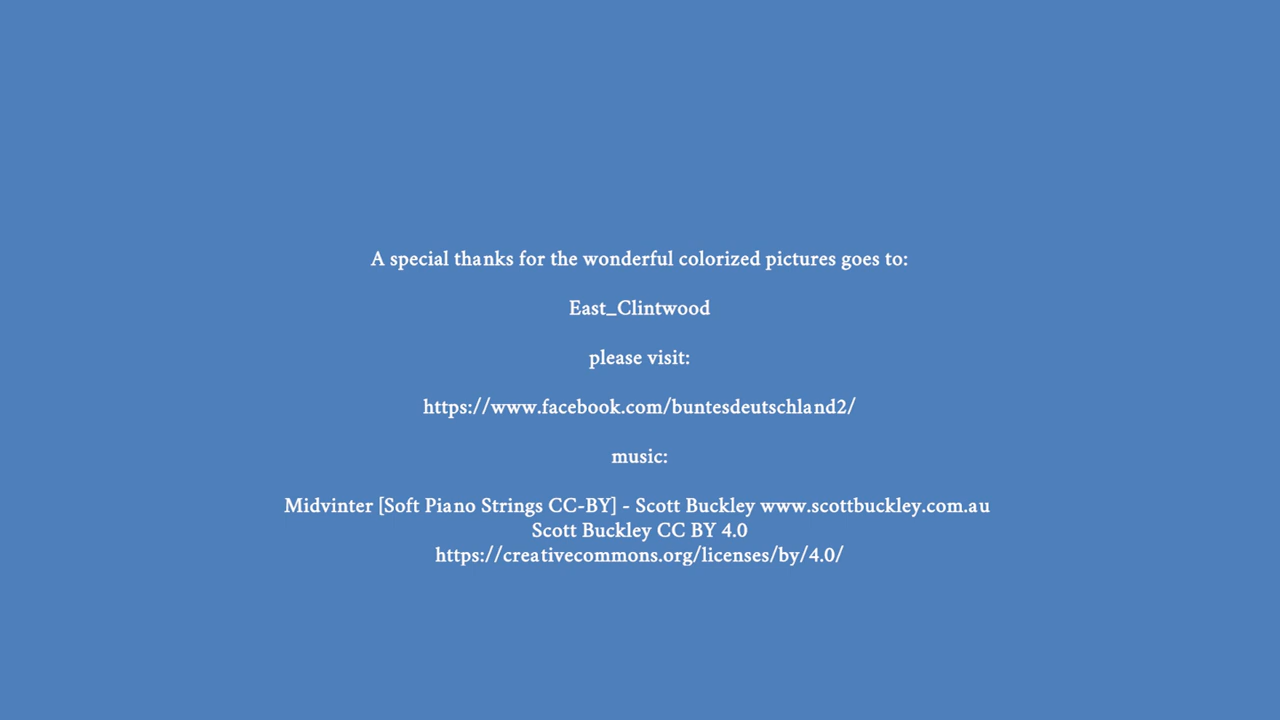 A special thanks for the wonderful colorized pictures goes to:
East_Clintwood
please visit:
https://www.facebook.com/buntesdeutschland2/
music:
Midvinter [Soft Piano Strings CC-BY] - Scott Buckley www.scottbuckley.com.au
Scott Buckley CC BY 4.0
https://creativecommons.org/licenses/by/4.0/